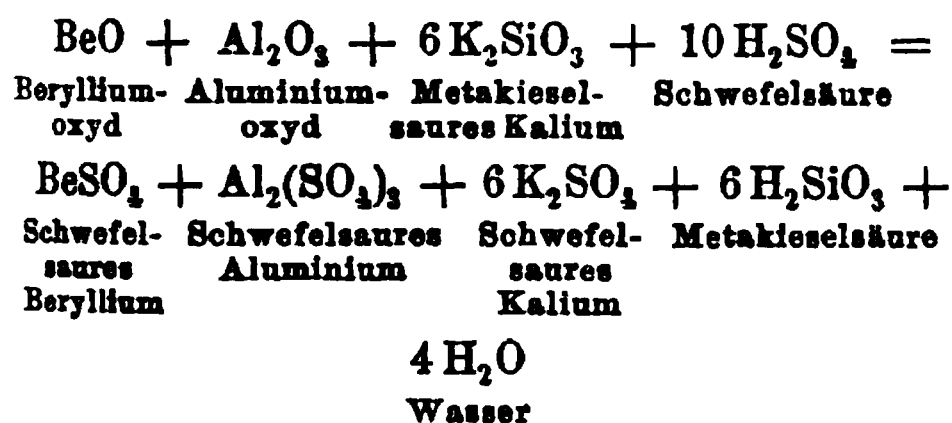 BeO + Al₂O₃ + 6 K₂SiO₃ + 10 H₂SO₄ =
Beryllium- Aluminium- Metakiesel- Schwefelsäure
oxyd oxyd saures Kalium
BeSO₄ + Al₂(SO₄)₃ + 6 K₂SO₄ + 6 H₂SiO₃ +
Schwefel- Schwefelsaures Schwefel- Metakieselsäure
saures Aluminium saures
Beryllium Kalium
4 H₂O
Wasser